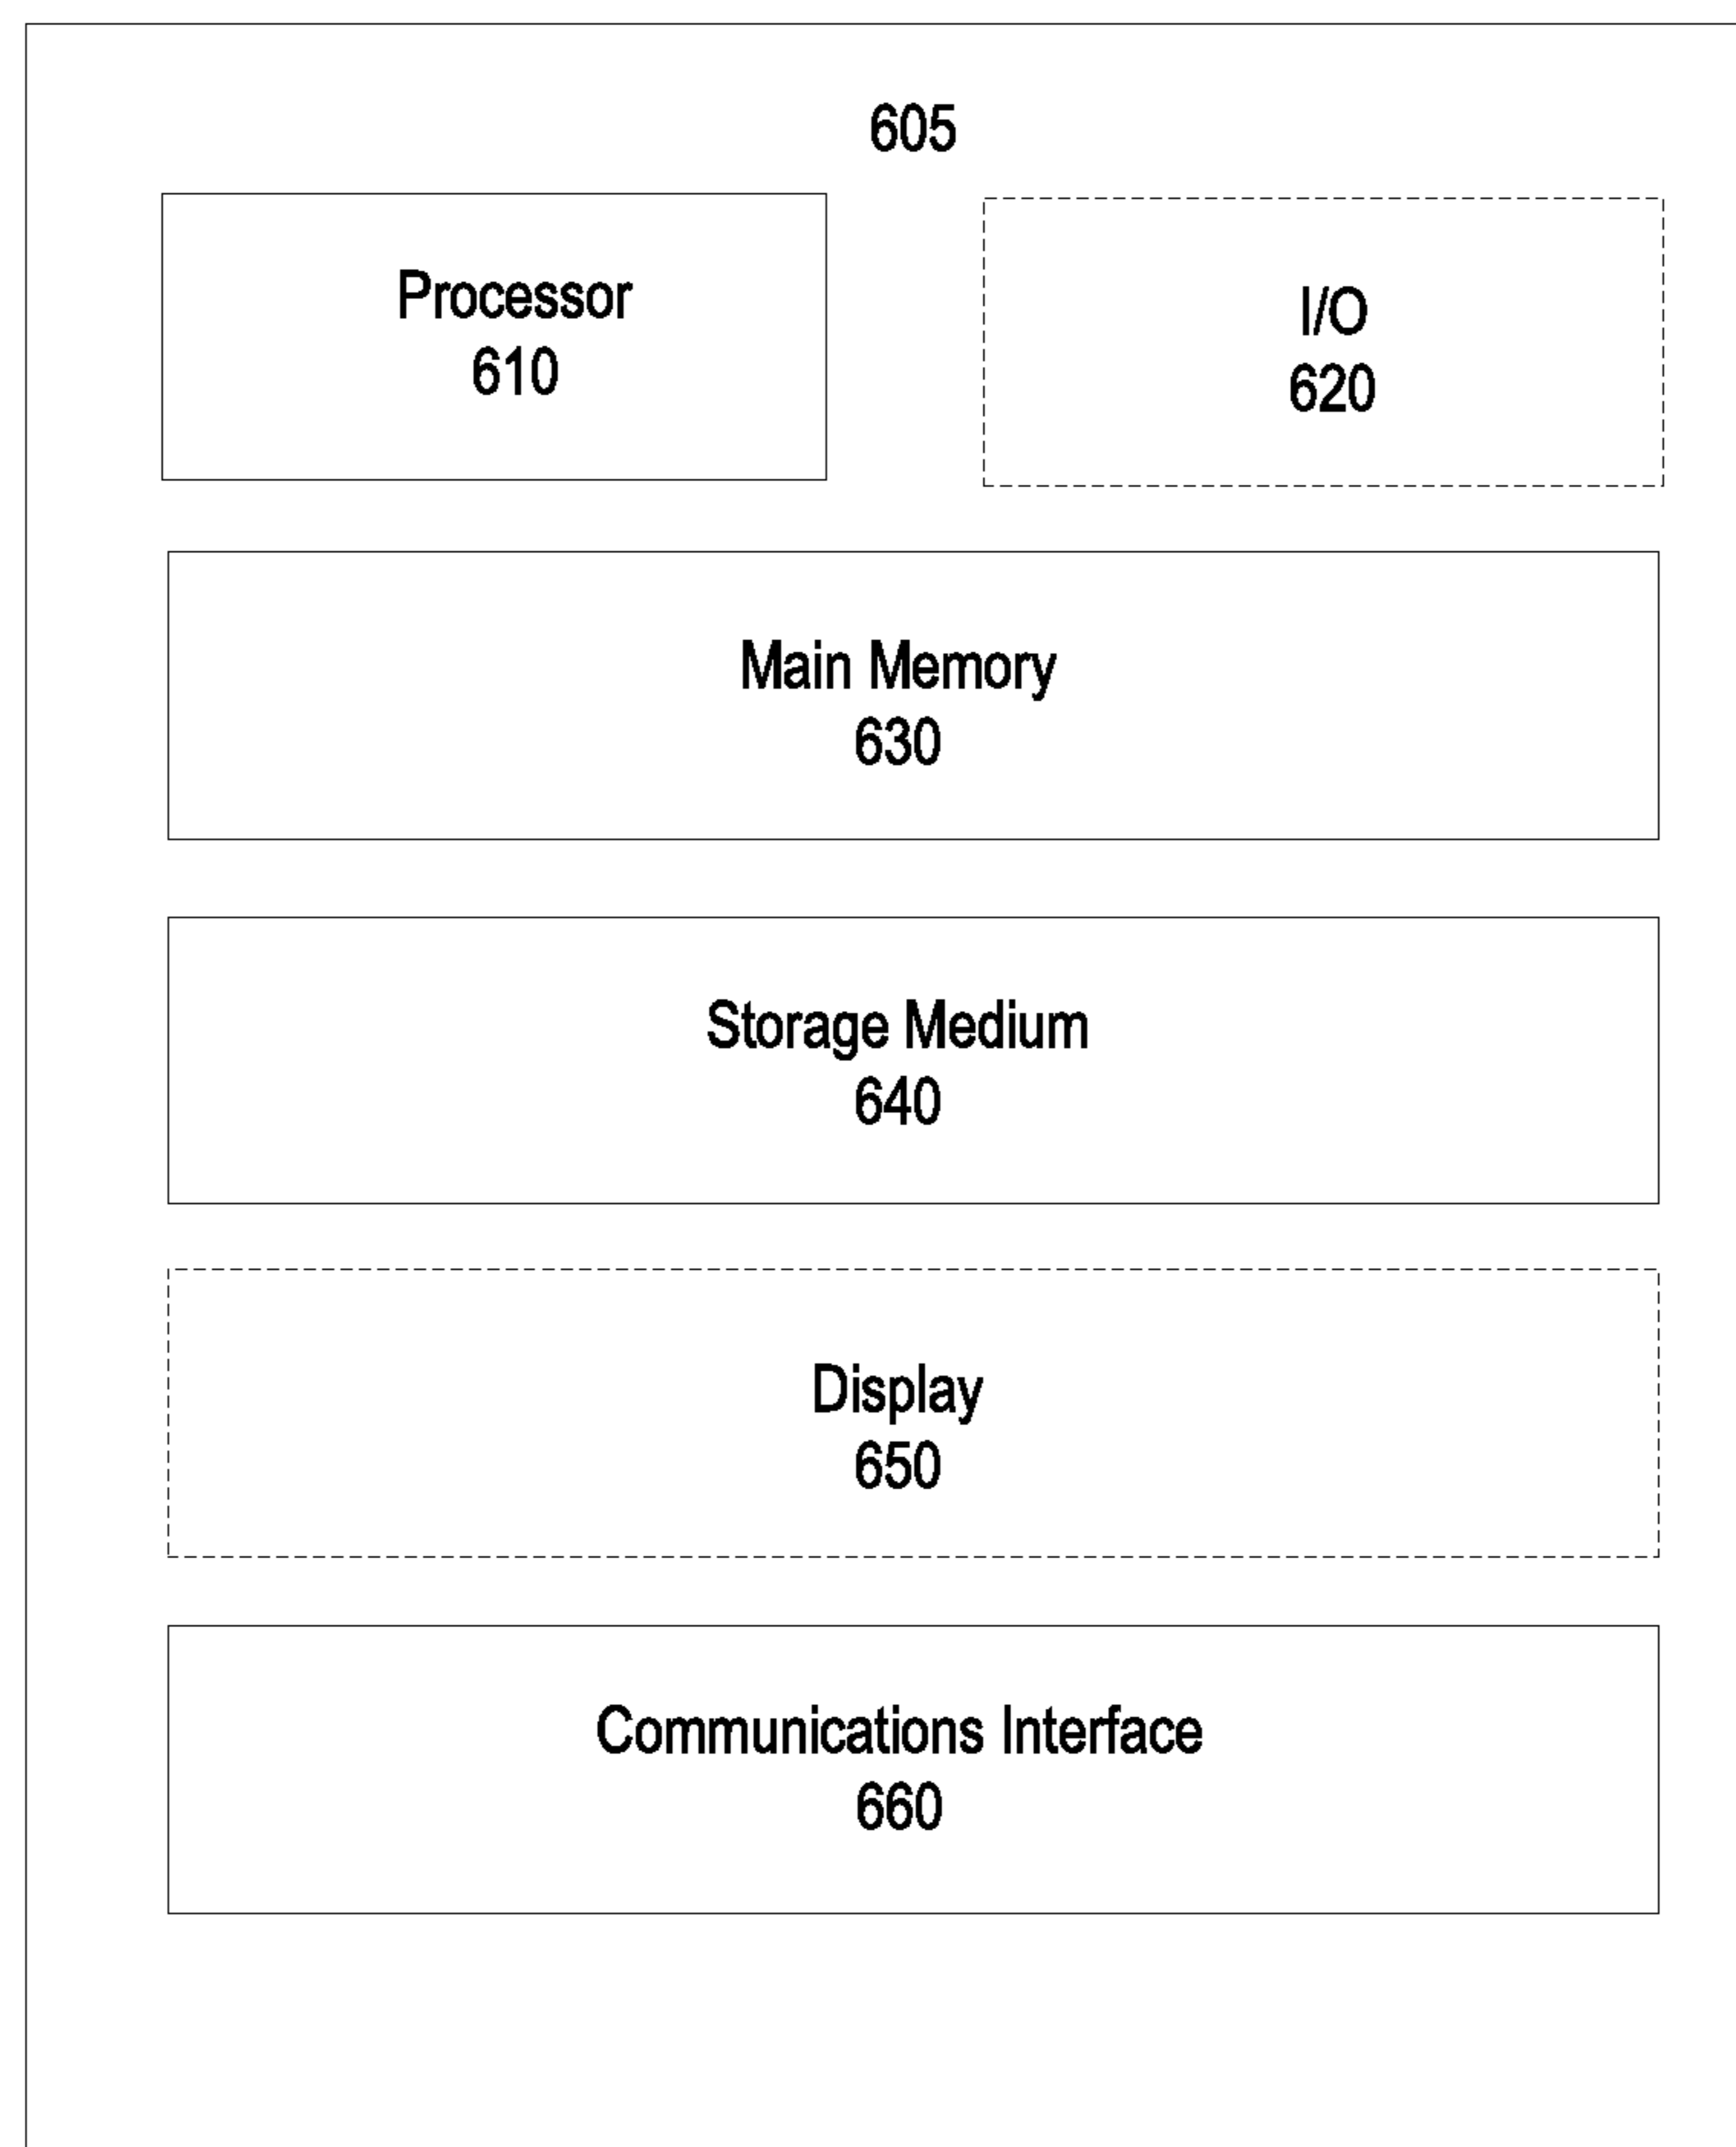 605
Processor
610
I/O
620
Main Memory
630
Storage Medium
640
Display
650
Communications Interface
660